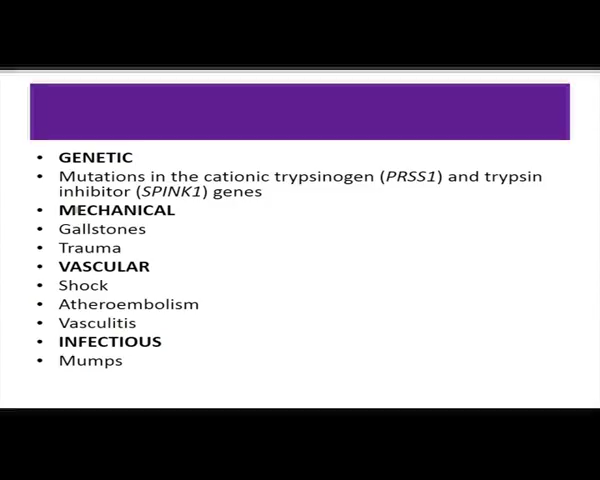 • GENETIC
• Mutations in the cationic trypsinogen (PRSS1) and trypsin
inhibitor (SPINK1) genes
• MECHANICAL
• Gallstones
• Trauma
• VASCULAR
• Shock
• Atheroembolism
• Vasculitis
• INFECTIOUS
• Mumps